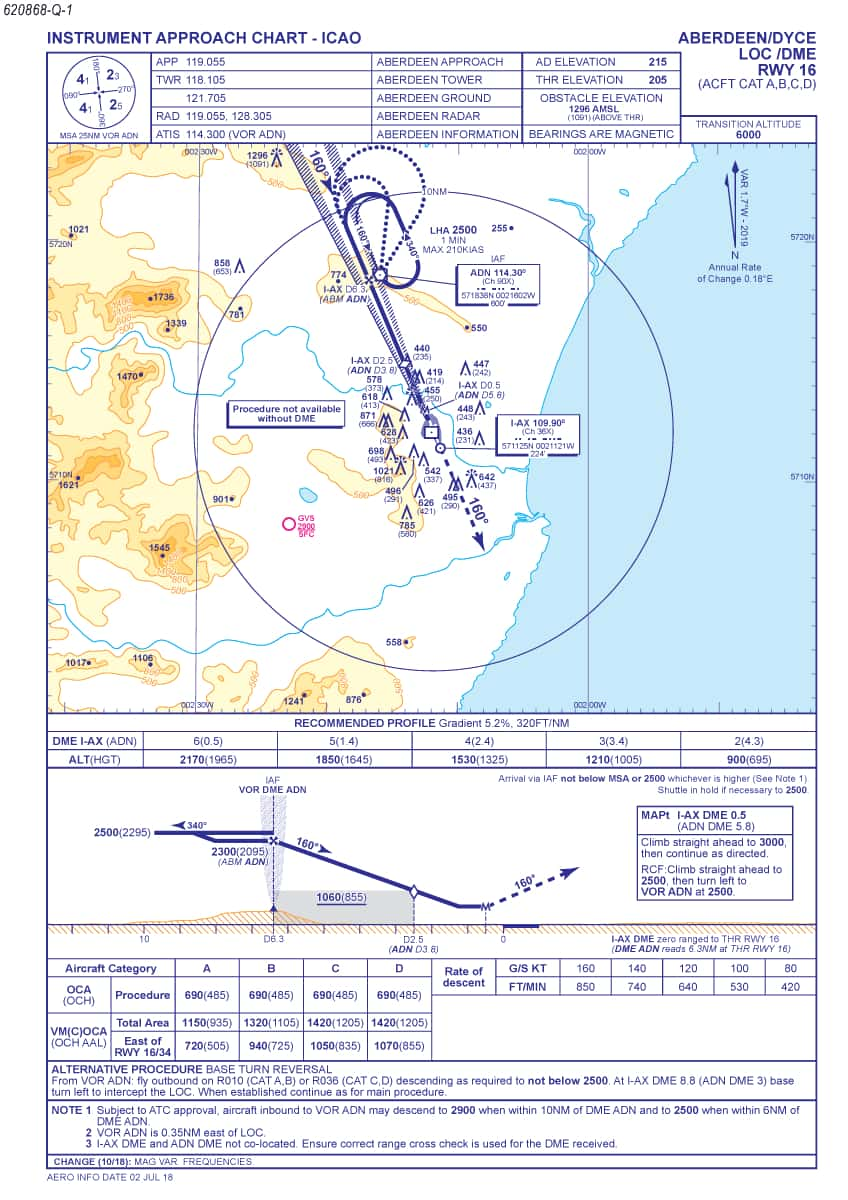 620868-Q-1
INSTRUMENT APPROACH CHART - ICAO
ABERDEEN/DYCE
LOC /DME
RWY 16
(ACFT CAT A,B,C,D)
180°
41 23
090° 270°
41 25
360°
MSA 25NM VOR ADN
APP 119.055 ABERDEEN APPROACH
TWR 118.105 ABERDEEN TOWER
121.705 ABERDEEN GROUND
RAD 119.055, 128.305 ABERDEEN RADAR
ATIS 114.300 (VOR ADN) ABERDEEN INFORMATION
AD ELEVATION 215
THR ELEVATION 205
OBSTACLE ELEVATION
1296 AMSL
(1091) (ABOVE THR)
BEARINGS ARE MAGNETIC
TRANSITION ALTITUDE
6000
002 30W
002 00W
1296
(1091)
500
160°
10NM
VAR 1.7°W - 2019
N
Annual Rate
of Change 0.18°E
1021
5720N
5720N
LHA 2500
1 MIN
MAX 210KIAS
255
160°
340°
858
(653)
774
I-AX D6.3
(ABM ADN)
IAF
ADN 114.30°
(Ch 90X)
571838N 0021602W
600'
1736
1339
781
500
550
1470
440
(235)
I-AX D2.5
(ADN D3.8)
419
(214)
447
(242)
578
(373)
455
(250)
I-AX D0.5
(ADN D5.8)
618
(413)
448
(243)
871
(666)
628
(423)
436
(231)
Procedure not available
without DME
I-AX 109.90°
(Ch 36X)
571125N 0021121W
224'
698
(493)
1021
(816)
542
(337)
642
(437)
5710N
5710N
1621
901
500
496
(291)
626
(421)
495
(290)
160°
785
(580)
GVS
2900
SFC
1545
800
500
558
1017
1106
500
500
1241
876
002 30W
002 00W
RECOMMENDED PROFILE Gradient 5.2%, 320FT/NM
DME I-AX (ADN) 6(0.5) 5(1.4) 4(2.4) 3(3.4) 2(4.3)
ALT(HGT) 2170(1965) 1850(1645) 1530(1325) 1210(1005) 900(695)
Arrival via IAF not below MSA or 2500 whichever is higher (See Note 1)
Shuttle in hold if necessary to 2500.
IAF
VOR DME ADN
340°
2500(2295)
2300(2095)
(ABM ADN)
160°
1060(855)
M
160°
MAPt I-AX DME 0.5
(ADN DME 5.8)
Climb straight ahead to 3000,
then continue as directed.
RCF:Climb straight ahead to
2500, then turn left to
VOR ADN at 2500.
10 D6.3 D2.5 0
(ADN D3.8)
I-AX DME zero ranged to THR RWY 16
(DME ADN reads 6.3NM at THR RWY 16)
Aircraft Category A B C D
OCA
(OCH) Procedure 690(485) 690(485) 690(485) 690(485)
VM(C)OCA
(OCH AAL) Total Area 1150(935) 1320(1105) 1420(1205) 1420(1205)
East of
RWY 16/34 720(505) 940(725) 1050(835) 1070(855)
Rate of
descent
G/S KT 160 140 120 100 80
FT/MIN 850 740 640 530 420
ALTERNATIVE PROCEDURE BASE TURN REVERSAL
From VOR ADN: fly outbound on R010 (CAT A,B) or R036 (CAT C,D) descending as required to not below 2500. At I-AX DME 8.8 (ADN DME 3) base
turn left to intercept the LOC. When established continue as for main procedure.
NOTE 1 Subject to ATC approval, aircraft inbound to VOR ADN may descend to 2900 when within 10NM of DME ADN and to 2500 when within 6NM of
DME ADN.
2 VOR ADN is 0.35NM east of LOC.
3 I-AX DME and ADN DME not co-located. Ensure correct range cross check is used for the DME received.
CHANGE (10/18): MAG VAR. FREQUENCIES
AERO INFO DATE 02 JUL 18